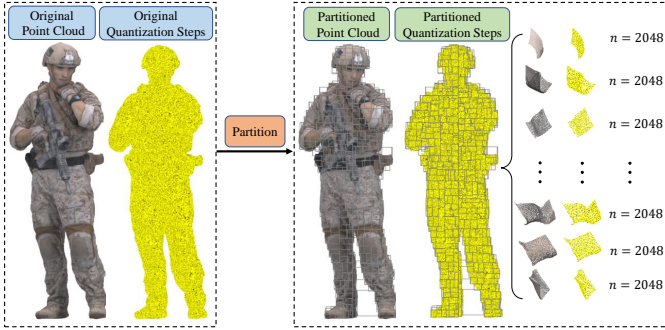 Original
Point Cloud
Original
Quantization Steps
Partition
Partitioned
Point Cloud
Partitioned
Quantization Steps
n = 2048
n = 2048
n = 2048
n = 2048
n = 2048
n = 2048